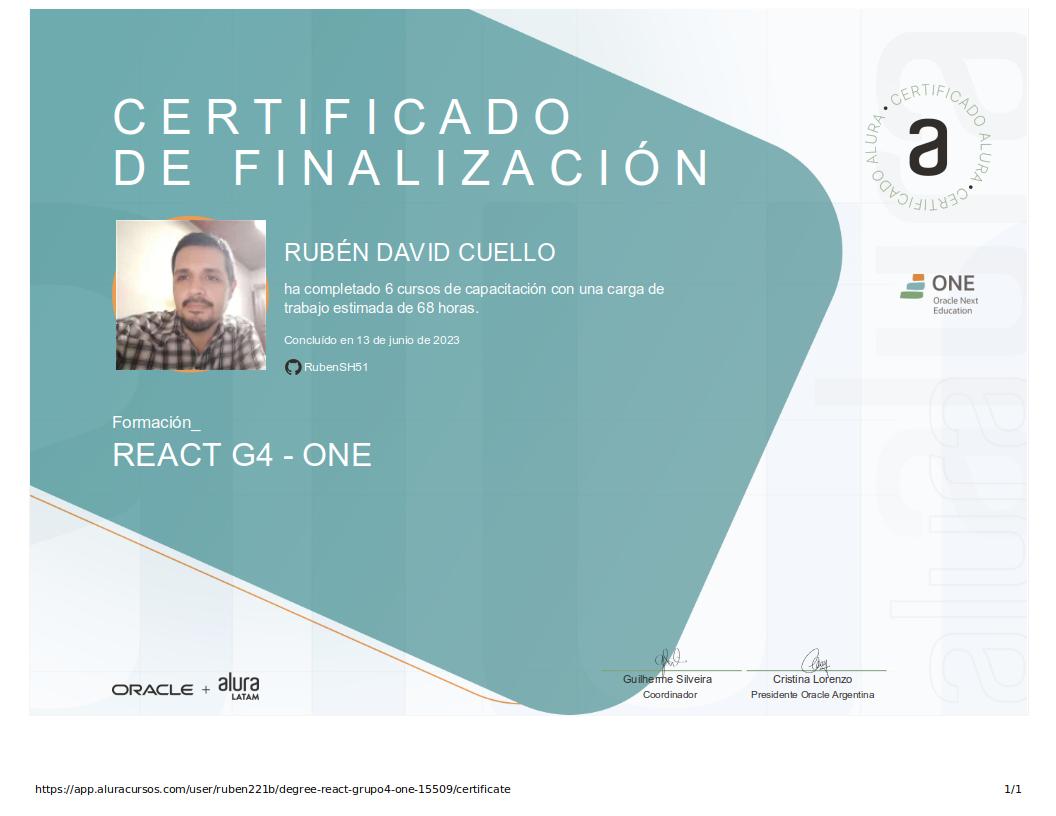 CERTIFICADO
DE FINALIZACIÓN
CERTIFICADO ALURA • CERTIFICADO ALURA •
a
RUBÉN DAVID CUELLO
ha completado 6 cursos de capacitación con una carga de
trabajo estimada de 68 horas.
Concluído en 13 de junio de 2023
RubenSH51
ONE
Oracle Next
Education
Formación_
REACT G4 - ONE
alura
alura
ORACLE + alura
LATAM
Guilherme Silveira
Coordinador
Cristina Lorenzo
Presidente Oracle Argentina
https://app.aluracursos.com/user/ruben221b/degree-react-grupo4-one-15509/certificate
1/1